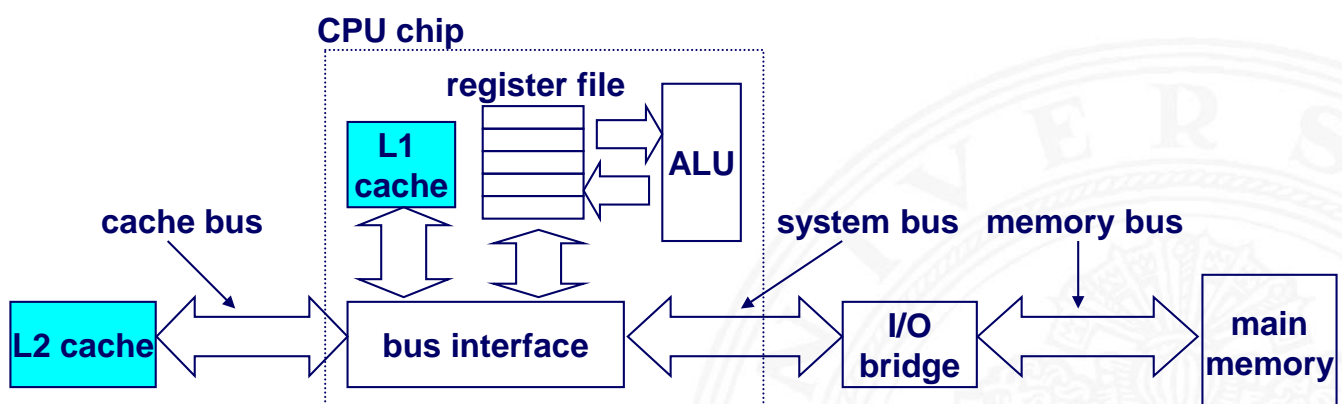 CPU chip
register file
L1
cache
ALU
cache bus
system bus
memory bus
L2 cache
bus interface
I/O
bridge
main
memory
I V E R S